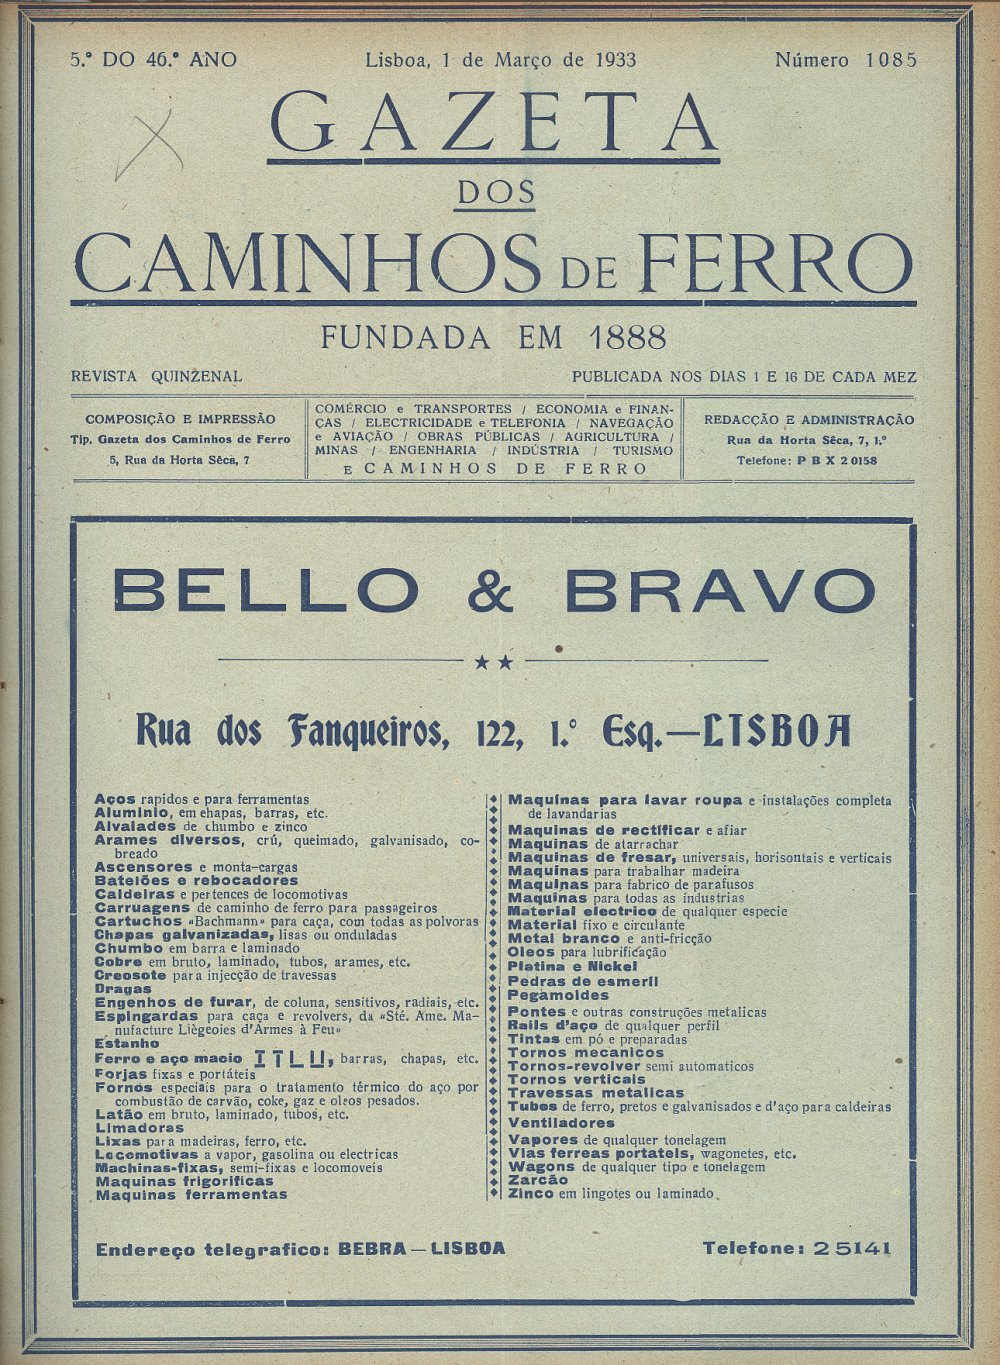 5.º DO 46.º ANO
Lisboa, 1 de Março de 1933
Número 1085
GAZETA
DOS
CAMINHOS DE FERRO
FUNDADA EM 1888
REVISTA QUINZENAL
PUBLICADA NOS DIAS 1 E 16 DE CADA MEZ
COMPOSIÇÃO E IMPRESSÃO
Tip. Gazeta dos Caminhos de Ferro
5, Rua da Horta Sêca, 7
COMÉRCIO e TRANSPORTES / ECONOMIA e FINAN-
ÇAS / ELECTRICIDADE e TELEFONIA / NAVEGAÇÃO
e AVIAÇÃO / OBRAS PÚBLICAS / AGRICULTURA /
MINAS / ENGENHARIA / INDÚSTRIA / TURISMO
E CAMINHOS DE FERRO
REDACÇÃO E ADMINISTRAÇÃO
Rua da Horta Sêca, 7, 1.º
Telefone: P B X 2 0158
BELLO & BRAVO
Rua dos Fanqueiros, 122, 1.º Esq.—LISBOA
Aços rapidos e para ferramentas
Aluminio, em chapas, barras, etc.
Alvaiades de chumbo e zinco
Arames diversos, crú, queimado, galvanisado, co-
breado
Ascensores e monta-cargas
Batelões e rebocadores
Caldeiras e pertences de locomotivas
Carruagens de caminho de ferro para passageiros
Cartuchos «Bachmann» para caça, com todas as polvoras
Chapas galvanizadas, lisas ou onduladas
Chumbo em barra e laminado
Cobre em bruto, laminado, tubos, arames, etc.
Creosote para injecção de travessas
Dragas
Engenhos de furar, de coluna, sensitivos, radiais, etc.
Espingardas para caça e revolvers, da «Sté. Ame. Ma-
nufacture Liègeoies d'Armes à Feu»
Estanho
Ferro e aço macio I T L U, barras, chapas, etc.
Forjas fixas e portáteis
Fornos especiais para o tratamento térmico do aço por
combustão de carvão, coke, gaz e oleos pesados.
Latão em bruto, laminado, tubos, etc.
Limadoras
Lixas para madeiras, ferro, etc.
Locomotivas a vapor, gasolina ou electricas
Machinas-fixas, semi-fixas e locomoveis
Maquinas frigorificas
Maquinas ferramentas
Maquinas para lavar roupa e instalações completa
de lavandarias
Maquinas de rectificar e afiar
Maquinas de atarrachar
Maquinas de fresar, universais, horisontais e verticais
Maquinas para trabalhar madeira
Maquinas para fabrico de parafusos
Maquinas para todas as industrias
Material electrico de qualquer especie
Material fixo e circulante
Metal branco e anti-fricção
Oleos para lubrificação
Platina e Nickel
Pedras de esmeril
Pegamoides
Pontes e outras construções metalicas
Rails d'aço de qualquer perfil
Tintas em pó e preparadas
Tornos mecanicos
Tornos-revolver semi automaticos
Tornos verticais
Travessas metalicas
Tubos de ferro, pretos e galvanisados e d'aço para caldeiras
Ventiladores
Vapores de qualquer tonelagem
Vias ferreas portateis, wagonetes, etc.
Wagons de qualquer tipo e tonelagem
Zarcão
Zinco em lingotes ou laminado
Endereço telegrafico: BEBRA—LISBOA
Telefone: 2 5141